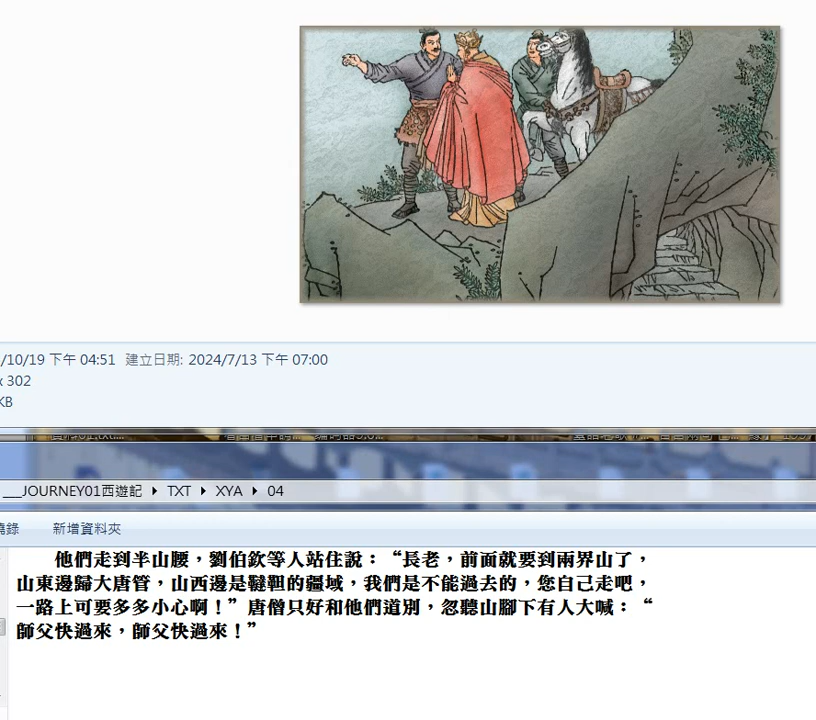 /10/19 下午 04:51 建立日期: 2024/7/13 下午 07:00
x 302
KB
___JOURNEY01西遊記 ▸ TXT ▸ XYA ▸ 04
燒錄 新增資料夾
他們走到半山腰，劉伯欽等人站住說：“長老，前面就要到兩界山了，
山東邊歸大唐管，山西邊是韃靼的疆域，我們是不能過去的，您自己走吧，
一路上可要多多小心啊！”唐僧只好和他們道別，忽聽山腳下有人大喊：“
師父快過來，師父快過來！”